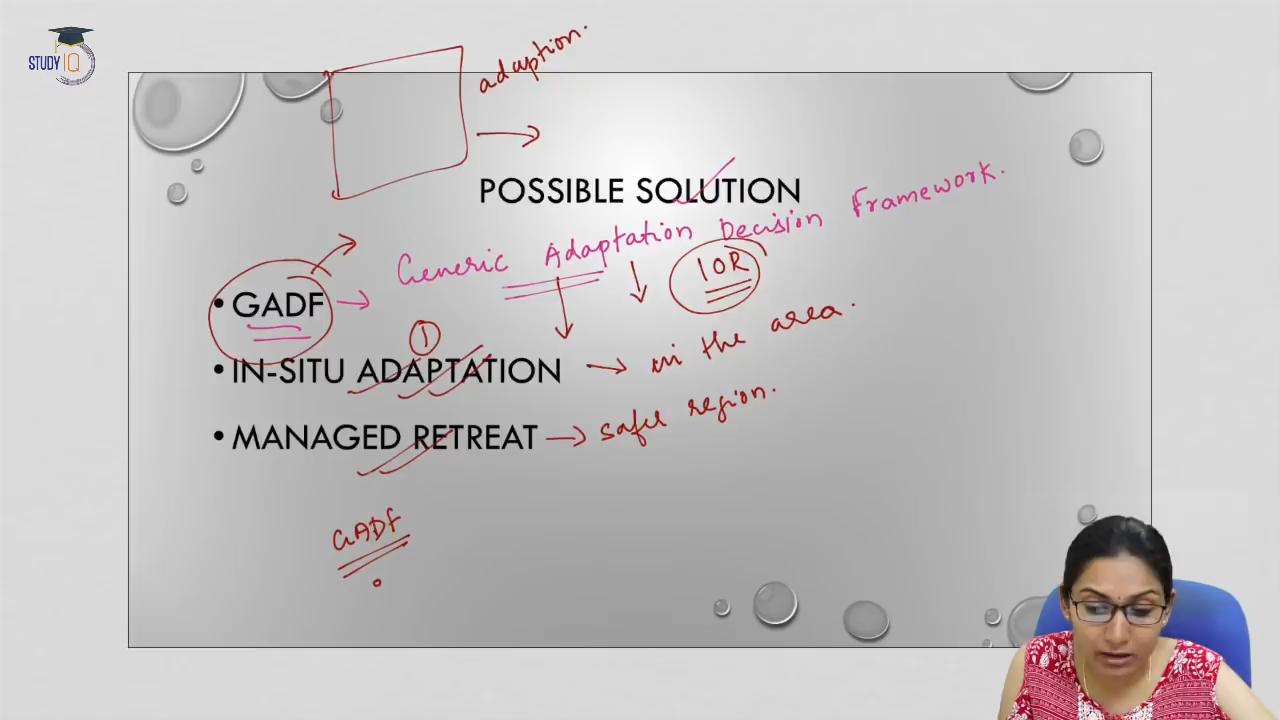 STUDY IQ
adaption.
POSSIBLE SOLUTION
Generic Adaptation Decision Framework.
• GADF
IOR
1
• IN-SITU ADAPTATION → in the area.
• MANAGED RETREAT → safer region.
GADF